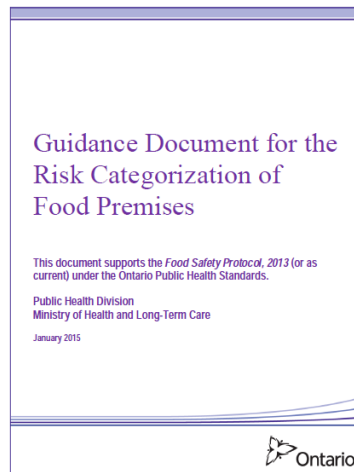 Guidance Document for the
Risk Categorization of
Food Premises
This document supports the Food Safety Protocol, 2013 (or as
current) under the Ontario Public Health Standards.
Public Health Division
Ministry of Health and Long-Term Care
January 2015
Ontario